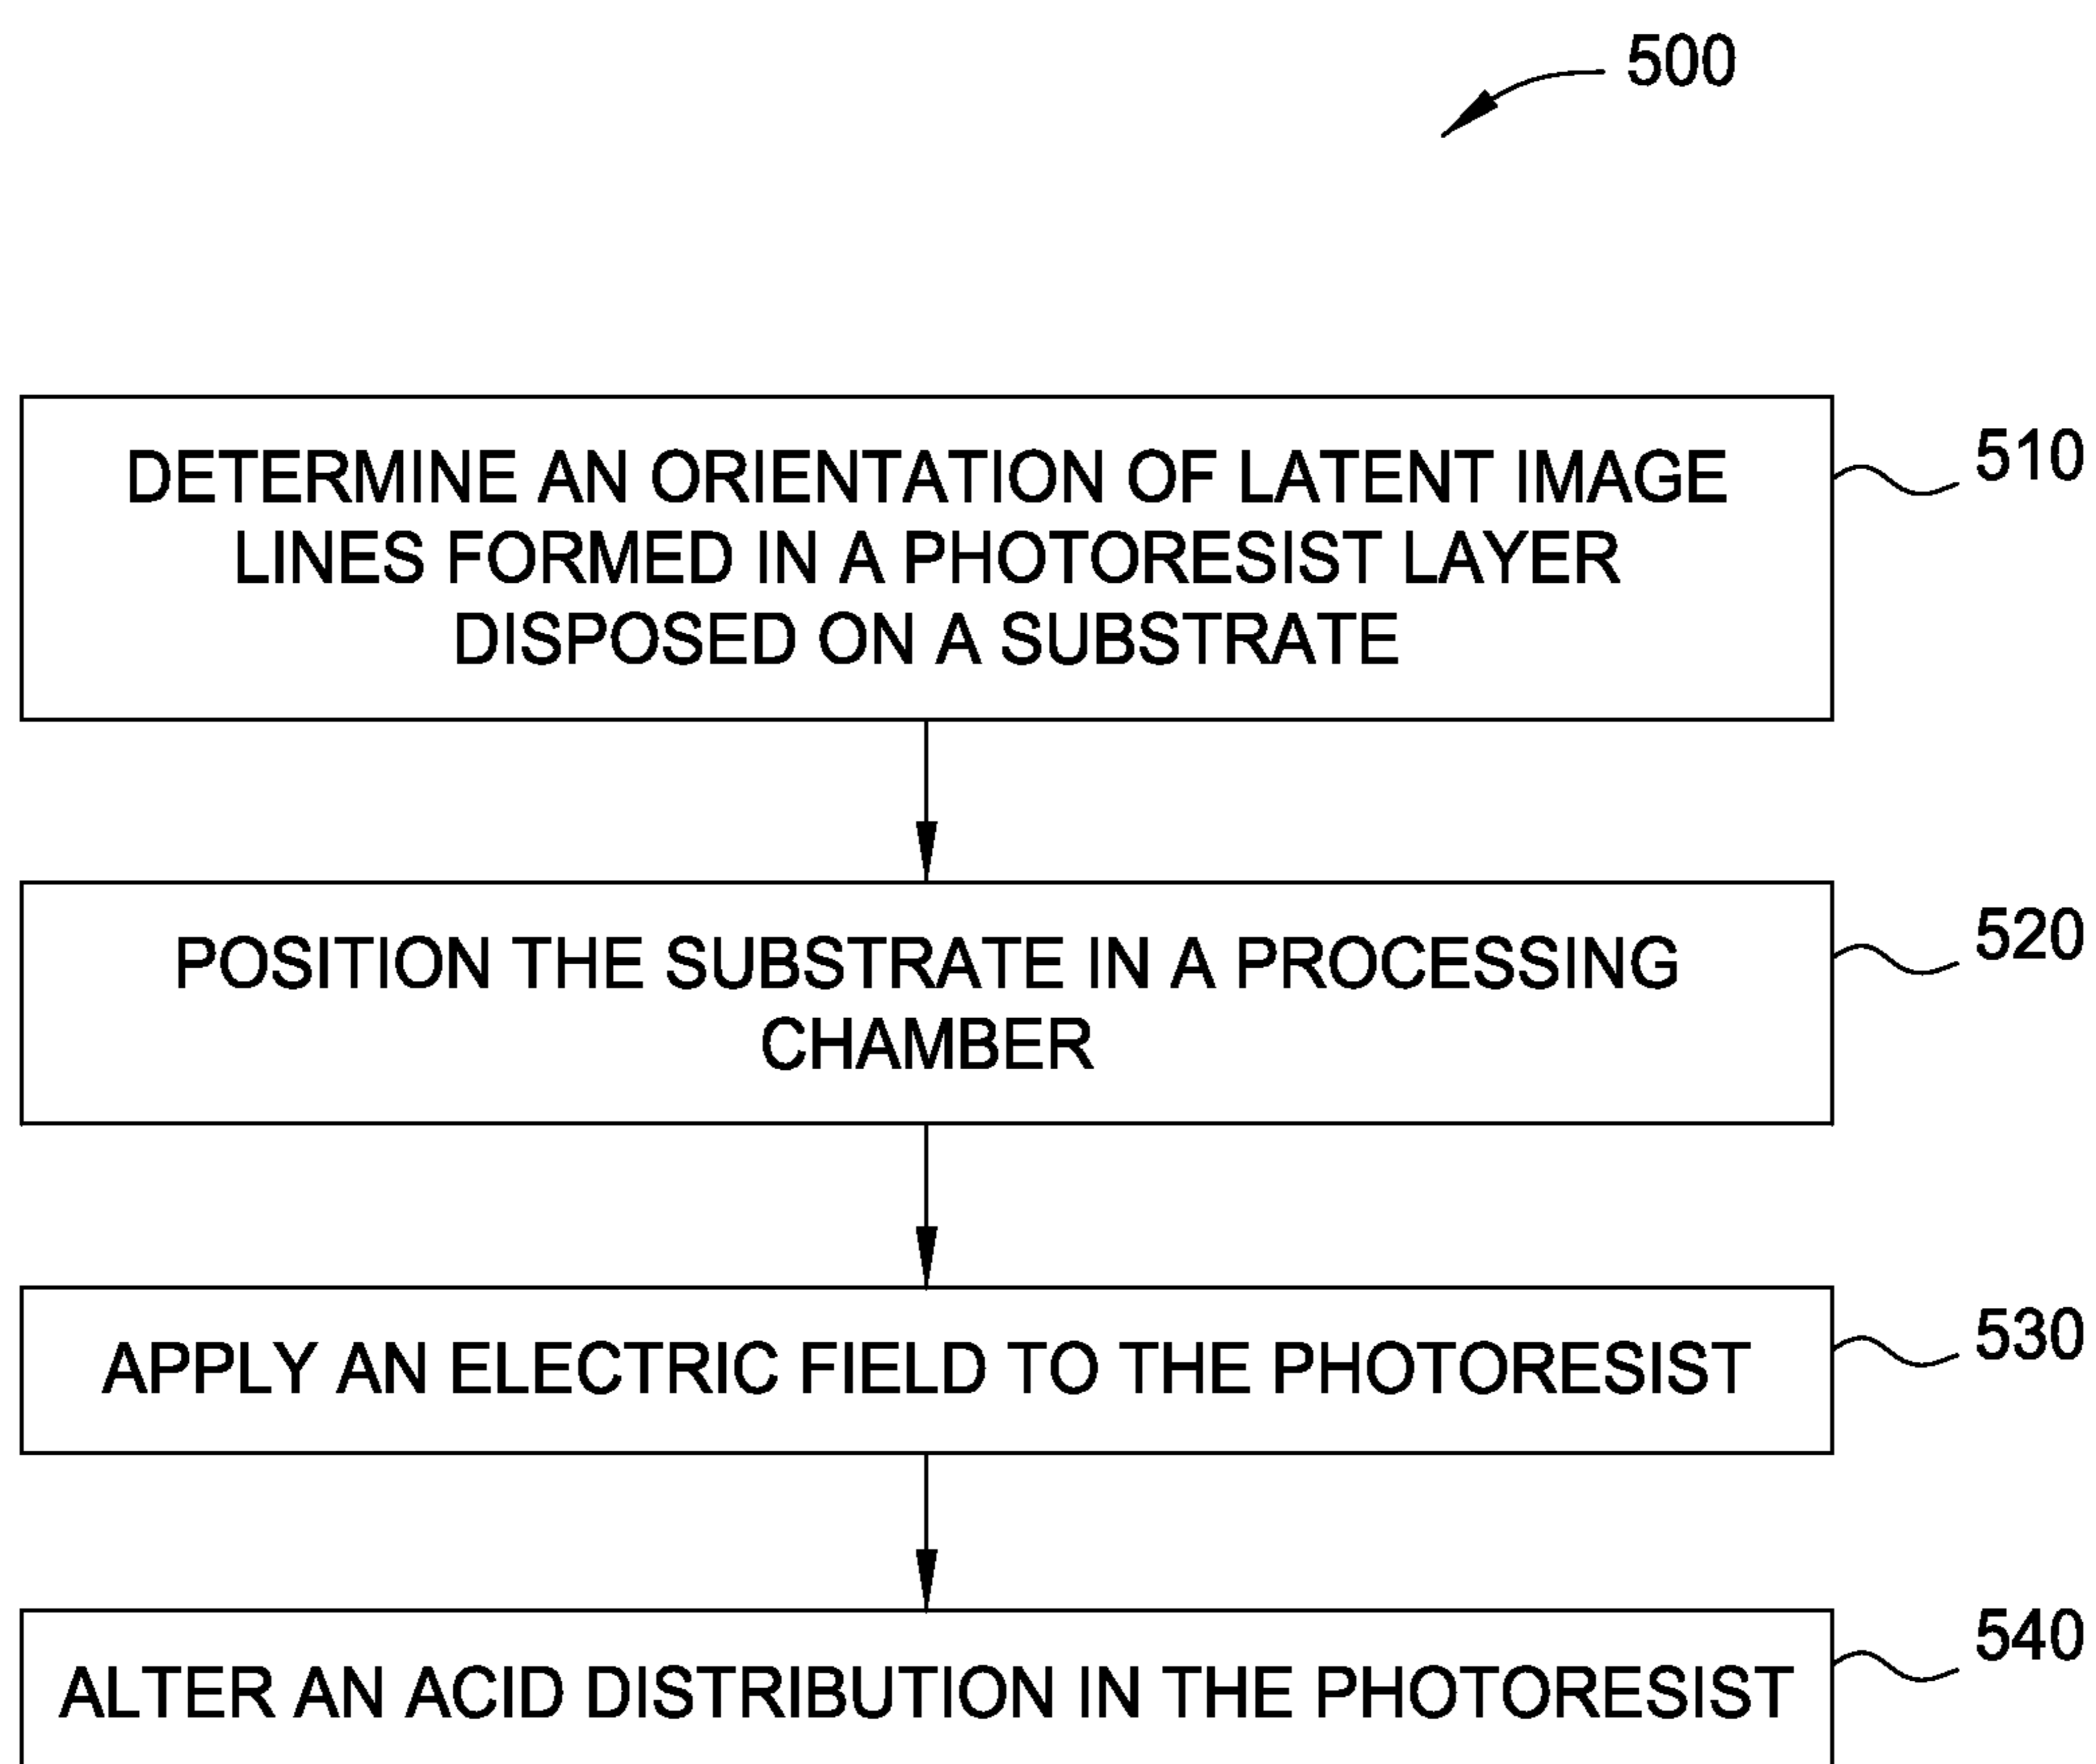 500
DETERMINE AN ORIENTATION OF LATENT IMAGE
LINES FORMED IN A PHOTORESIST LAYER
DISPOSED ON A SUBSTRATE
510
POSITION THE SUBSTRATE IN A PROCESSING
CHAMBER
520
APPLY AN ELECTRIC FIELD TO THE PHOTORESIST
530
ALTER AN ACID DISTRIBUTION IN THE PHOTORESIST
540